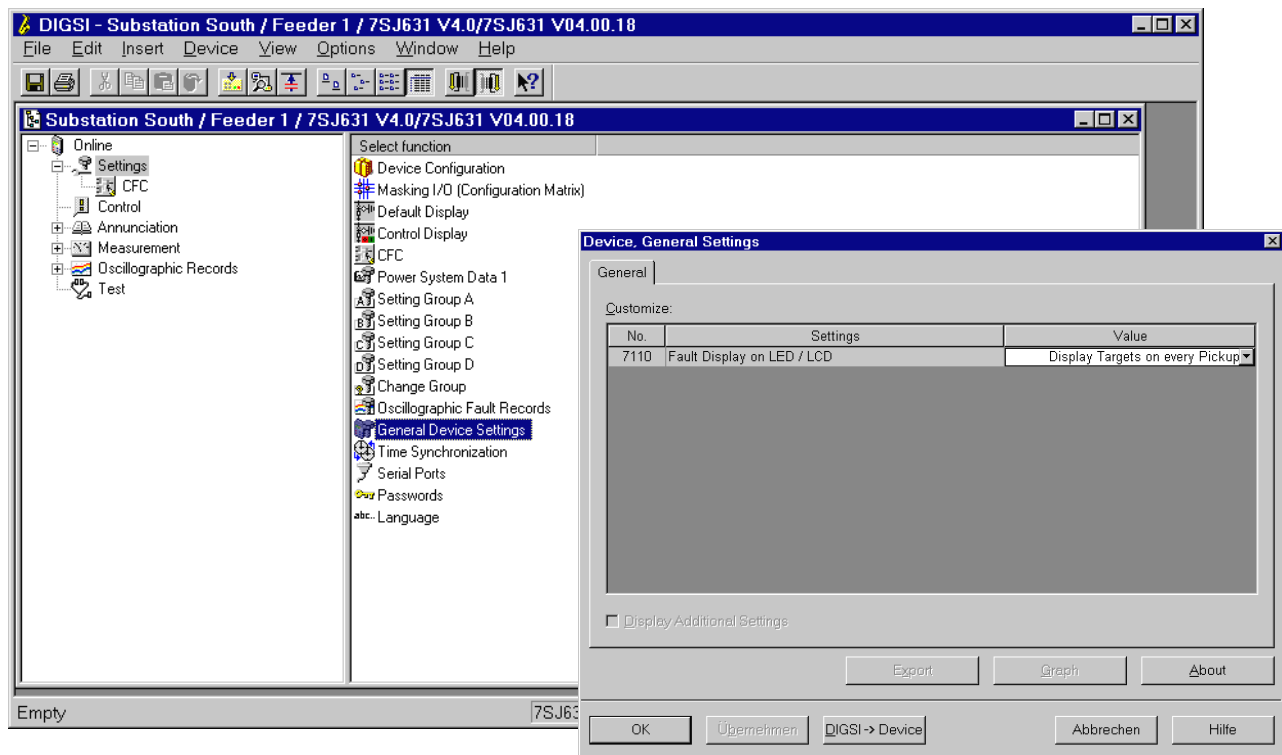 DIGSI - Substation South / Feeder 1 / 7SJ631 V4.0/7SJ631 V04.00.18
File Edit Insert Device View Options Window Help
Substation South / Feeder 1 / 7SJ631 V4.0/7SJ631 V04.00.18
Online
Settings
CFC
Control
Annunciation
Measurement
Oscillographic Records
Test
Select function
Device Configuration
Masking I/O (Configuration Matrix)
Default Display
Control Display
CFC
Power System Data 1
Setting Group A
Setting Group B
Setting Group C
Setting Group D
Change Group
Oscillographic Fault Records
General Device Settings
Time Synchronization
Serial Ports
Passwords
abc.. Language
Empty
7SJ63
Device, General Settings
General
Customize:
No. Settings Value
7110 Fault Display on LED / LCD Display Targets on every Pickup
Display Additional Settings
Export Graph About
OK Übernehmen DIGSI -> Device Abbrechen Hilfe